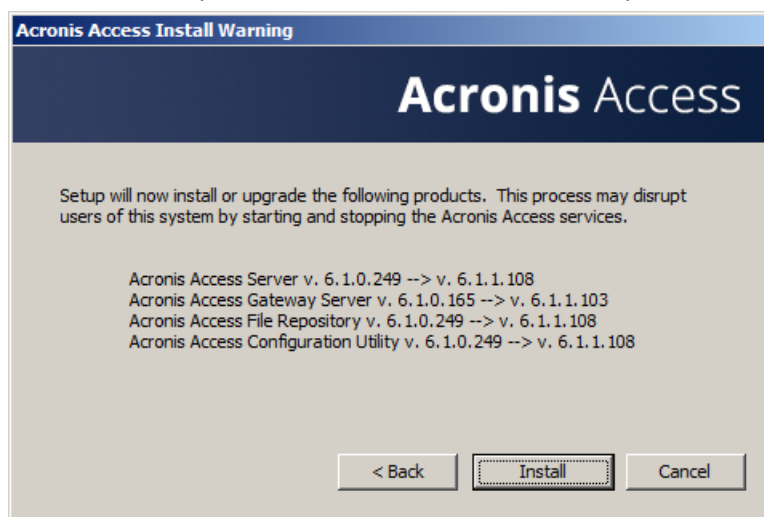 Acronis Access Install Warning
Acronis Access
Setup will now install or upgrade the following products. This process may disrupt
users of this system by starting and stopping the Acronis Access services.
Acronis Access Server v. 6.1.0.249 --> v. 6.1.1.108
Acronis Access Gateway Server v. 6.1.0.165 --> v. 6.1.1.103
Acronis Access File Repository v. 6.1.0.249 --> v. 6.1.1.108
Acronis Access Configuration Utility v. 6.1.0.249 --> v. 6.1.1.108
< Back Install Cancel